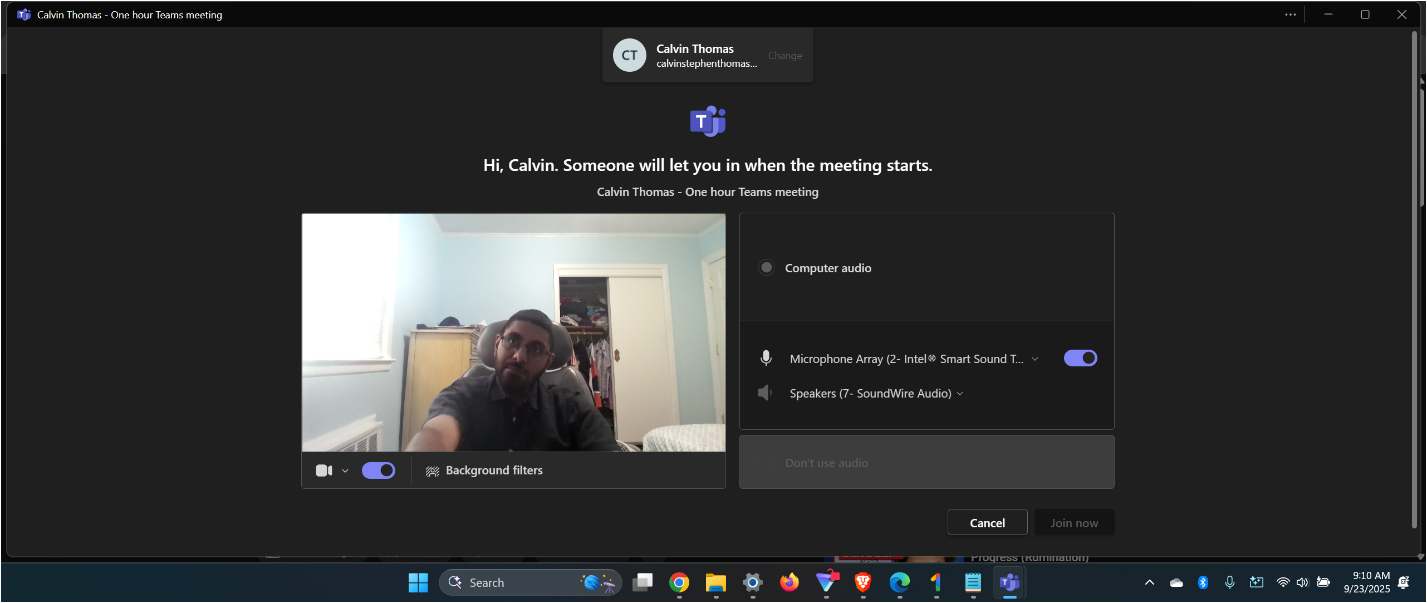 Calvin Thomas - One hour Teams meeting
CT
Calvin Thomas
calvinstephenthomas...
Change
T
Hi, Calvin. Someone will let you in when the meeting starts.
Calvin Thomas - One hour Teams meeting
Computer audio
Microphone Array (2- Intel® Smart Sound T...
Speakers (7- SoundWire Audio)
Don't use audio
Background filters
Cancel
Join now
Progress (Rumination)
Search
9:10 AM
9/23/2025